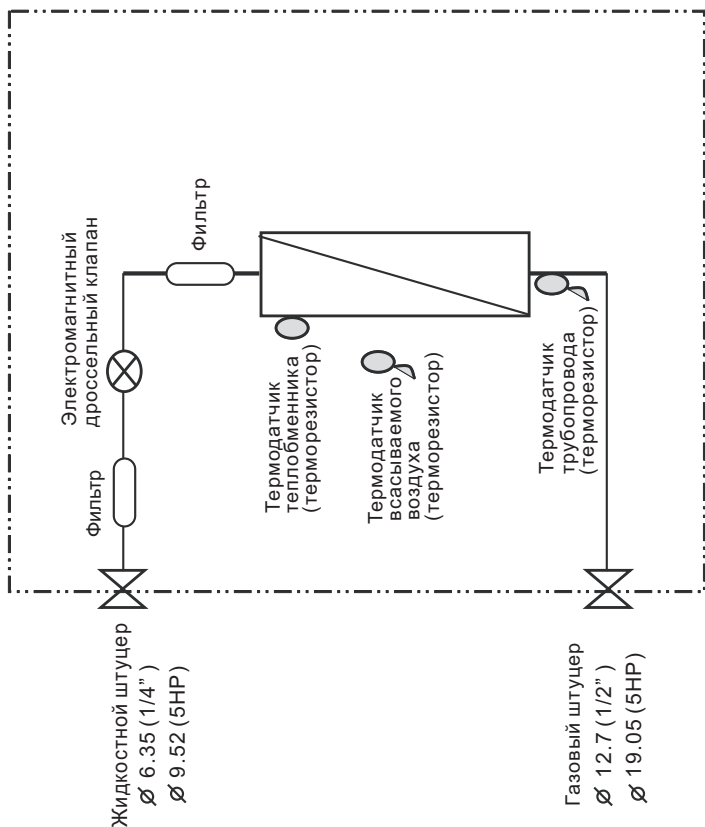 Жидкостной штуцер
Ø 6.35 (1/4” )
Ø 9.52 (5HP)
Фильтр
Электромагнитный
дроссельный клапан
Фильтр
Термодатчик
теплобменника
(терморезистор)
Термодатчик
всасываемого
воздуха
(терморезистор)
Термодатчик
трубопровода
(терморезистор)
Газовый штуцер
Ø 12.7 (1/2” )
Ø 19.05 (5HP)